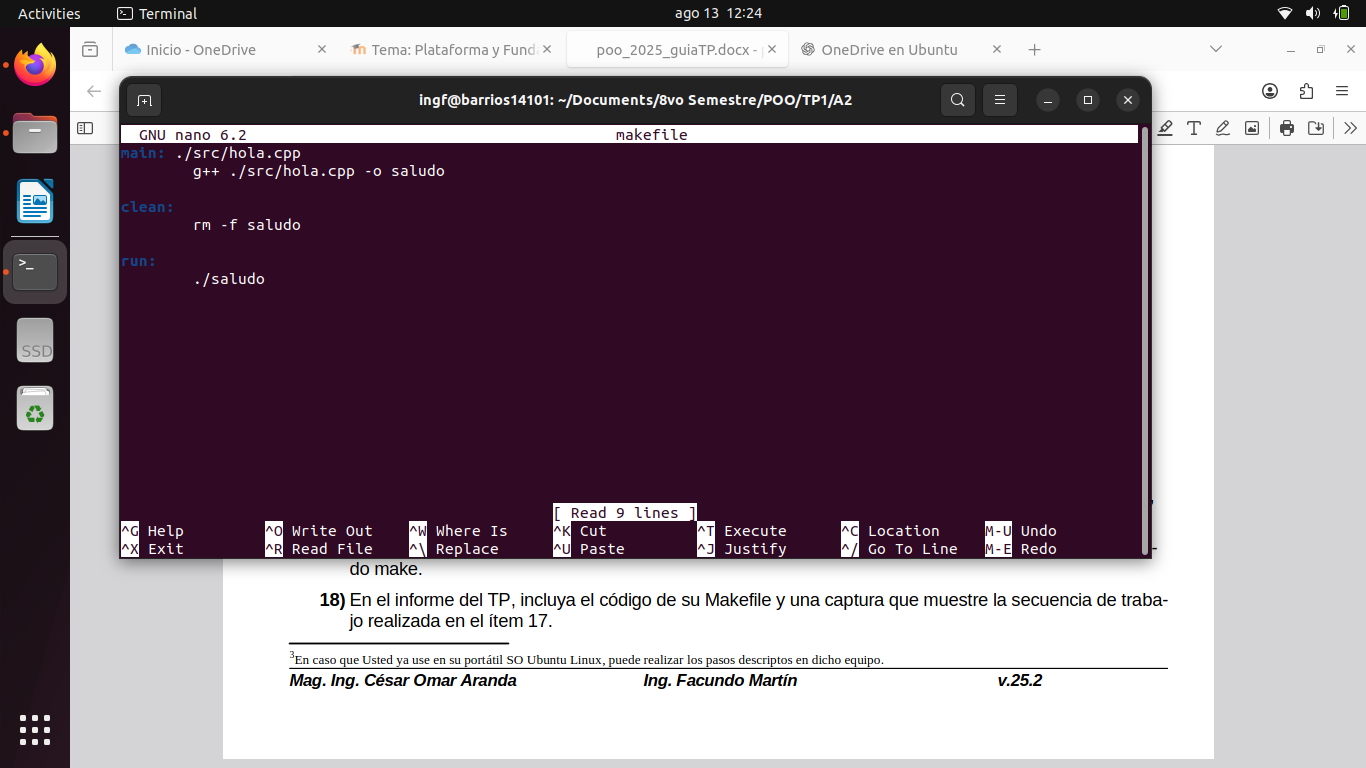 Activities Terminal ago 13 12:24
Inicio - OneDrive Tema: Plataforma y Funda poo_2025_guiaTP.docx - OneDrive en Ubuntu
ingf@barrios14101: ~/Documents/8vo Semestre/POO/TP1/A2
GNU nano 6.2 makefile
main: ./src/hola.cpp
g++ ./src/hola.cpp -o saludo
clean:
rm -f saludo
run:
./saludo
[ Read 9 lines ]
^G Help ^O Write Out ^W Where Is ^K Cut ^T Execute ^C Location M-U Undo
^X Exit ^R Read File ^\ Replace ^U Paste ^J Justify ^/ Go To Line M-E Redo
SSD
do make.
18) En el informe del TP, incluya el código de su Makefile y una captura que muestre la secuencia de traba-
jo realizada en el ítem 17.
3En caso que Usted ya use en su portátil SO Ubuntu Linux, puede realizar los pasos descriptos en dicho equipo.
Mag. Ing. César Omar Aranda Ing. Facundo Martín v.25.2